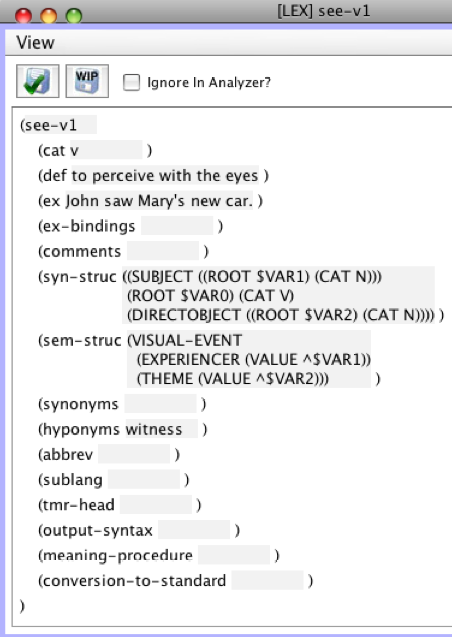 [LEX] see-v1
View
WIP Ignore In Analyzer?
(see-v1
(cat v )
(def to perceive with the eyes )
(ex John saw Mary's new car. )
(ex-bindings )
(comments )
(syn-struc ((SUBJECT ((ROOT $VAR1) (CAT N)))
(ROOT $VAR0) (CAT V)
(DIRECTOBJECT ((ROOT $VAR2) (CAT N)))) )
(sem-struc (VISUAL-EVENT
(EXPERIENCER (VALUE ^$VAR1))
(THEME (VALUE ^$VAR2))) )
(synonyms )
(hyponyms witness )
(abbrev )
(sublang )
(tmr-head )
(output-syntax )
(meaning-procedure )
(conversion-to-standard )
)